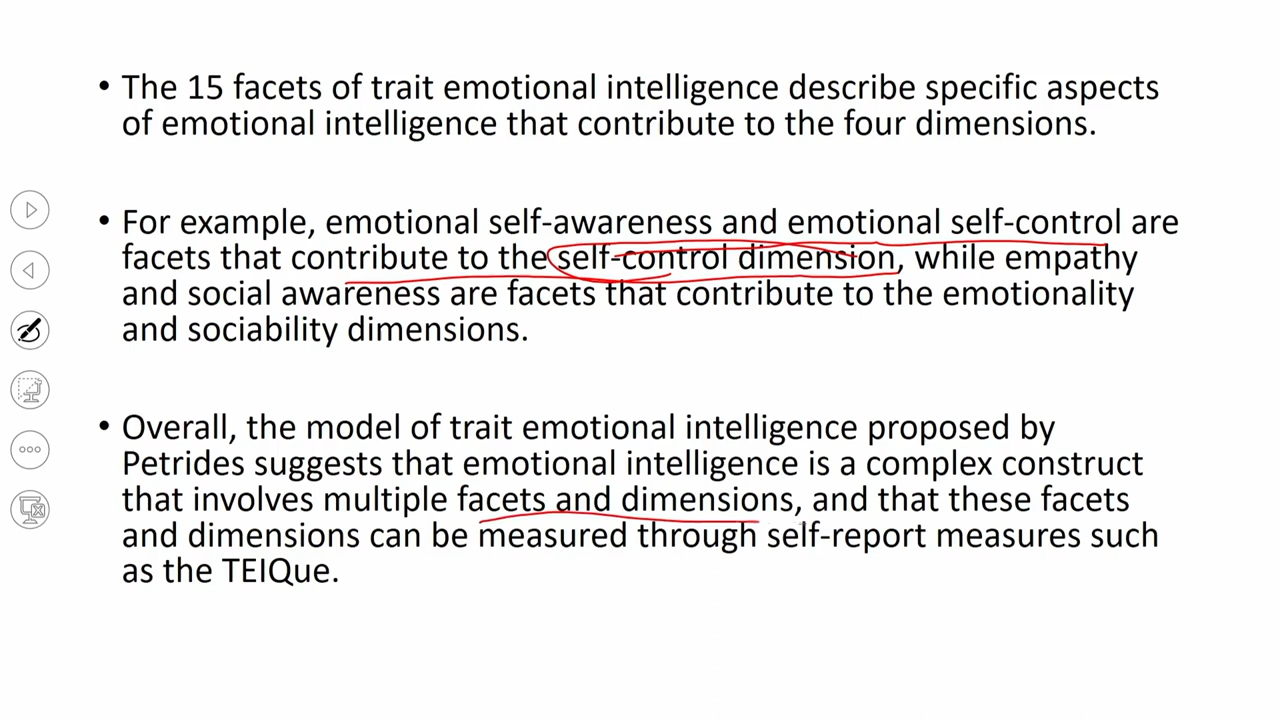 • The 15 facets of trait emotional intelligence describe specific aspects
of emotional intelligence that contribute to the four dimensions.
• For example, emotional self-awareness and emotional self-control are
facets that contribute to the self-control dimension, while empathy
and social awareness are facets that contribute to the emotionality
and sociability dimensions.
• Overall, the model of trait emotional intelligence proposed by
Petrides suggests that emotional intelligence is a complex construct
that involves multiple facets and dimensions, and that these facets
and dimensions can be measured through self-report measures such
as the TEIQue.